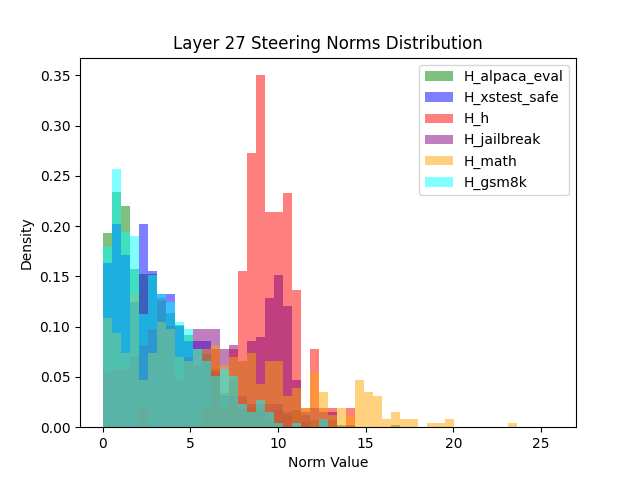 Layer 27 Steering Norms Distribution
H_alpaca_eval
H_xstest_safe
H_h
H_jailbreak
H_math
H_gsm8k
Density
0.35
0.30
0.25
0.20
0.15
0.10
0.05
0.00
0 5 10 15 20 25
Norm Value